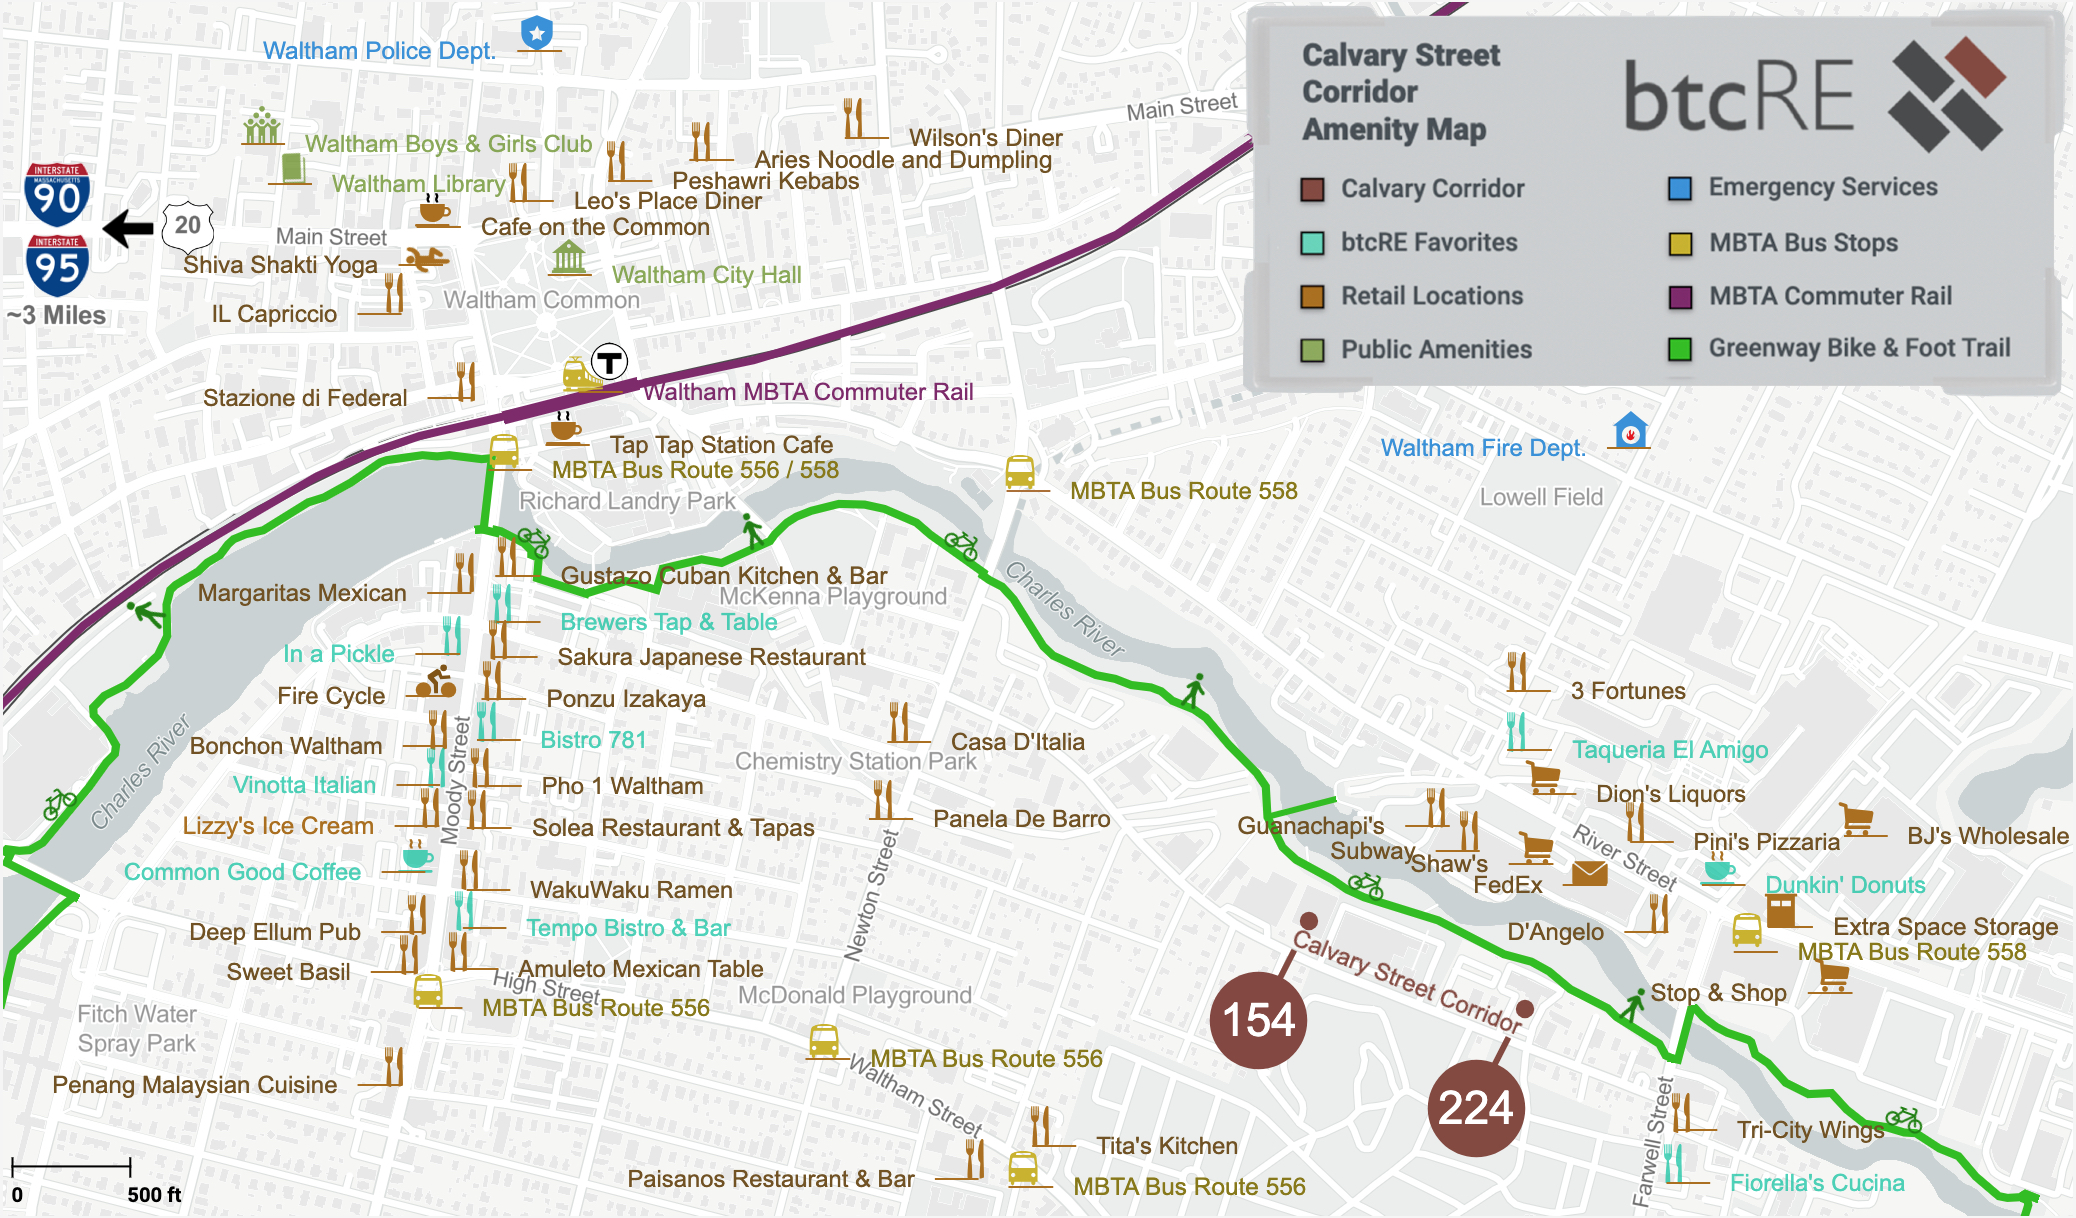 Waltham Police Dept.
Calvary Street
Corridor
Amenity Map
btcRE
Calvary Corridor
btcRE Favorites
Retail Locations
Public Amenities
Emergency Services
MBTA Bus Stops
MBTA Commuter Rail
Greenway Bike & Foot Trail
Main Street
Wilson's Diner
Waltham Boys & Girls Club
Aries Noodle and Dumpling
INTERSTATE
MASSACHUSETTS
90
Waltham Library
Peshawri Kebabs
Leo's Place Diner
20
Cafe on the Common
Main Street
INTERSTATE
95
Shiva Shakti Yoga
Waltham City Hall
Waltham Common
~3 Miles
IL Capriccio
T
Stazione di Federal
Waltham MBTA Commuter Rail
Tap Tap Station Cafe
Waltham Fire Dept.
MBTA Bus Route 556 / 558
MBTA Bus Route 558
Richard Landry Park
Lowell Field
Gustazo Cuban Kitchen & Bar
Margaritas Mexican
McKenna Playground
Charles River
Brewers Tap & Table
In a Pickle
Sakura Japanese Restaurant
Fire Cycle
Ponzu Izakaya
3 Fortunes
Bonchon Waltham
Bistro 781
Casa D'Italia
Taqueria El Amigo
Charles River
Moody Street
Chemistry Station Park
Vinotta Italian
Pho 1 Waltham
Dion's Liquors
Lizzy's Ice Cream
Solea Restaurant & Tapas
Panela De Barro
Guanachapi's
Subway
Shaw's
River Street
Pini's Pizzaria
BJ's Wholesale
Common Good Coffee
WakuWaku Ramen
Newton Street
FedEx
Dunkin' Donuts
Deep Ellum Pub
Tempo Bistro & Bar
D'Angelo
Extra Space Storage
MBTA Bus Route 558
Sweet Basil
Amuleto Mexican Table
High Street
Calvary Street Corridor
Stop & Shop
MBTA Bus Route 556
McDonald Playground
Fitch Water
Spray Park
154
MBTA Bus Route 556
Waltham Street
Penang Malaysian Cuisine
224
Farwell Street
Tri-City Wings
Tita's Kitchen
Paisanos Restaurant & Bar
MBTA Bus Route 556
Fiorella's Cucina
0
500 ft